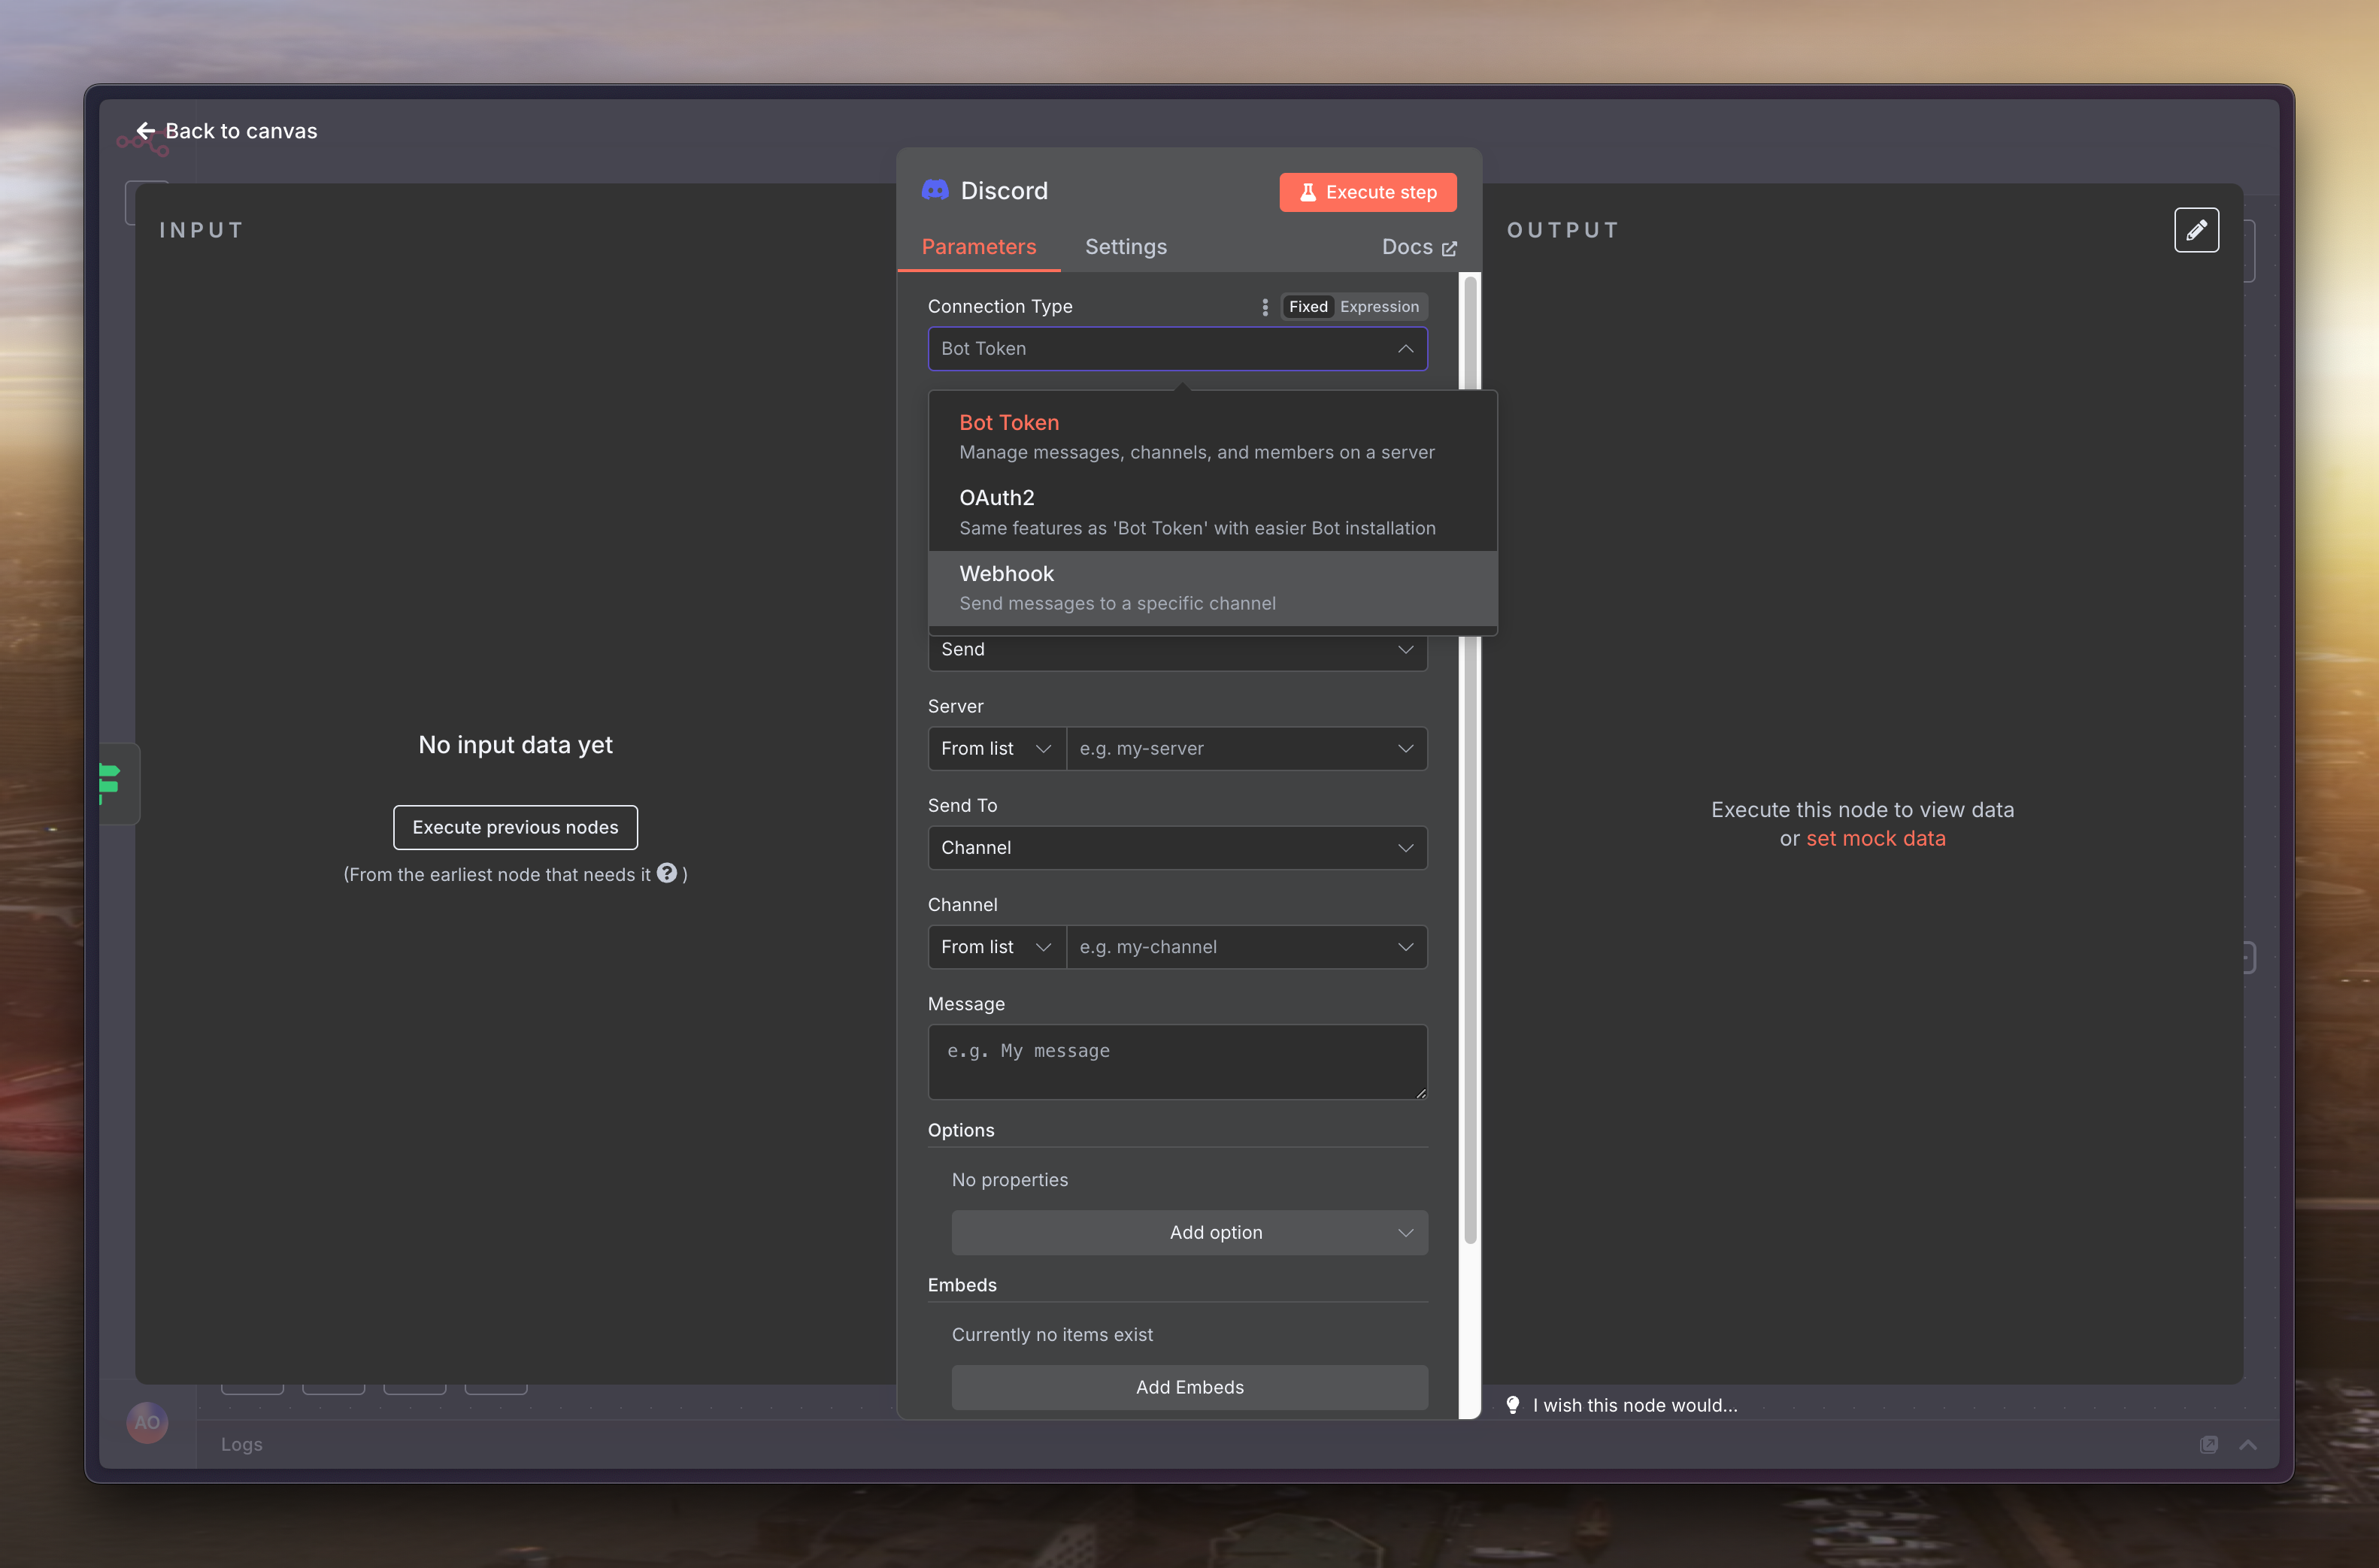 Back to canvas
INPUT
No input data yet
Execute previous nodes
(From the earliest node that needs it ? )
Discord
Execute step
Parameters
Settings
Docs
Connection Type
Fixed
Expression
Bot Token
Bot Token
Manage messages, channels, and members on a server
OAuth2
Same features as 'Bot Token' with easier Bot installation
Webhook
Send messages to a specific channel
Send
Server
From list
e.g. my-server
Send To
Channel
Channel
From list
e.g. my-channel
Message
e.g. My message
Options
No properties
Add option
Embeds
Currently no items exist
Add Embeds
OUTPUT
Execute this node to view data
or set mock data
I wish this node would...
AO
Logs